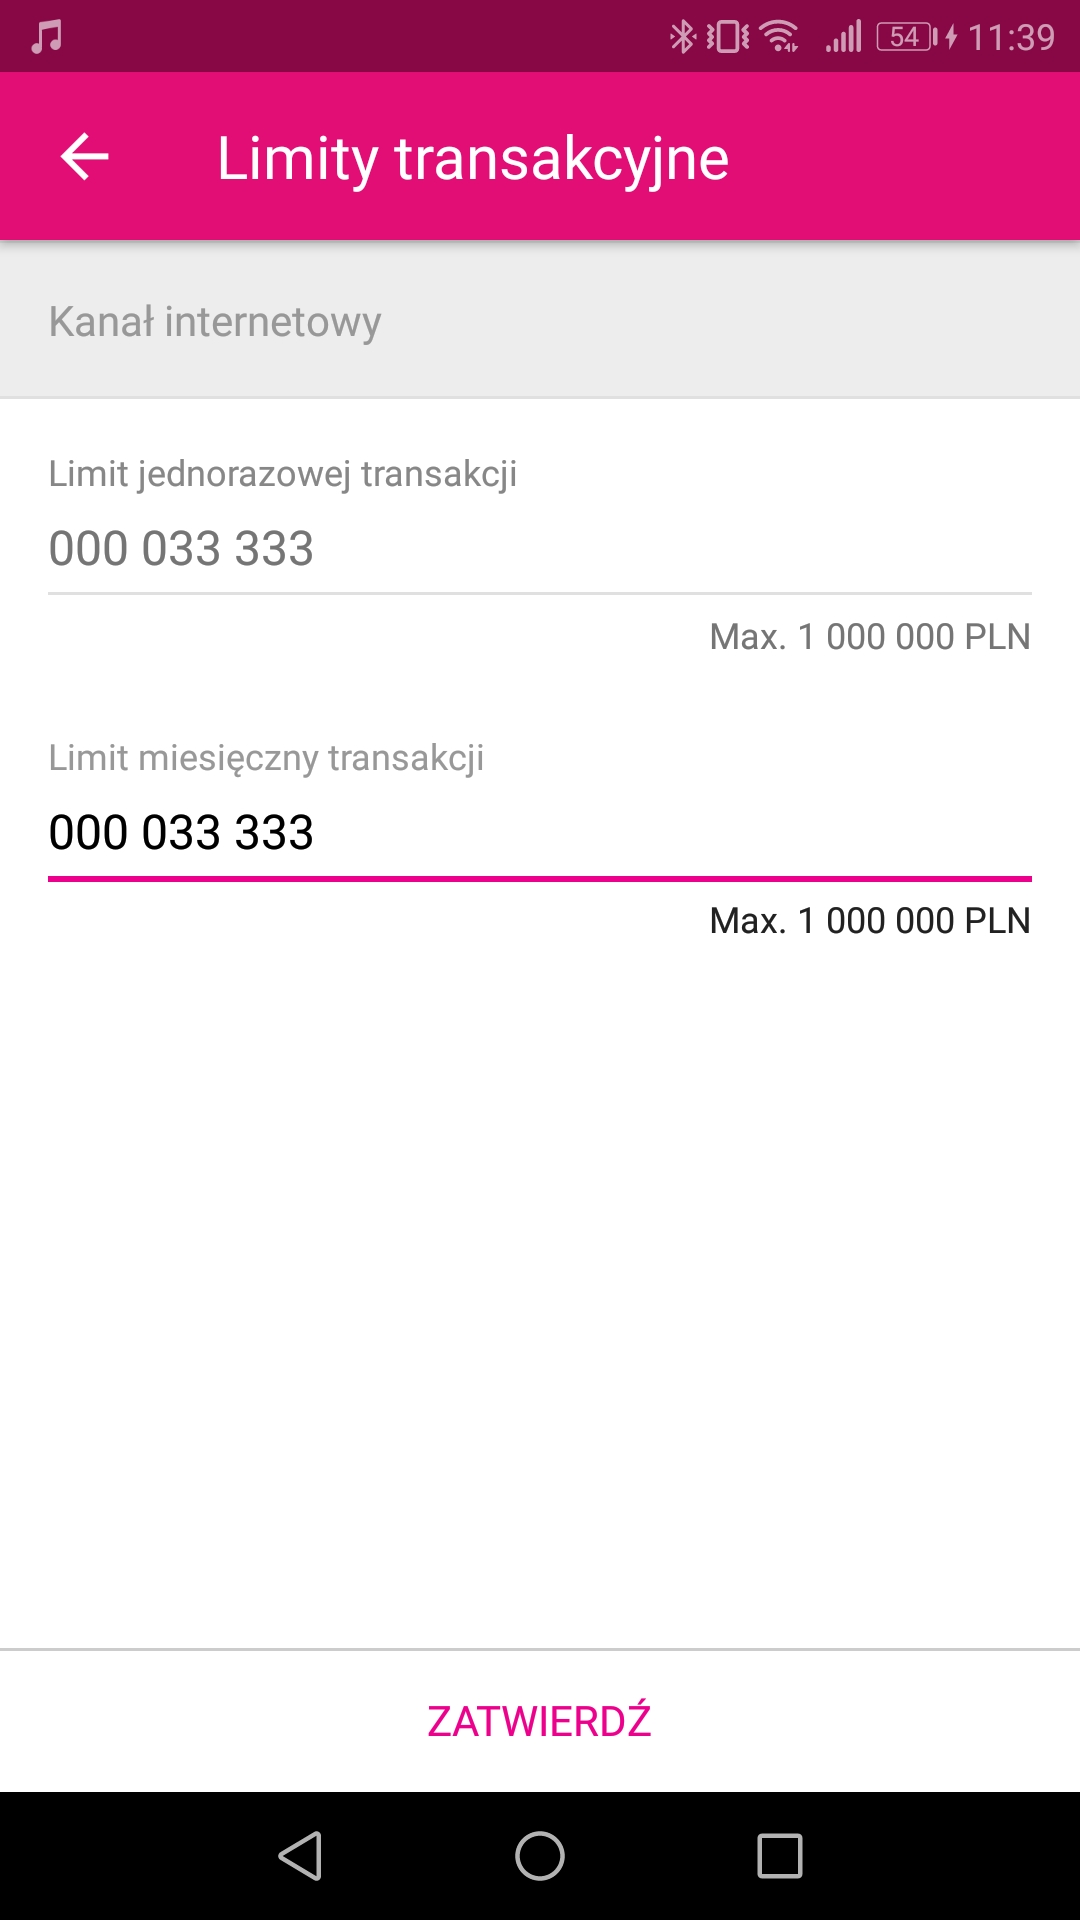 54 11:39
Limity transakcyjne
Kanał internetowy
Limit jednorazowej transakcji
000 033 333
Max. 1 000 000 PLN
Limit miesięczny transakcji
000 033 333
Max. 1 000 000 PLN
ZATWIERDŹ